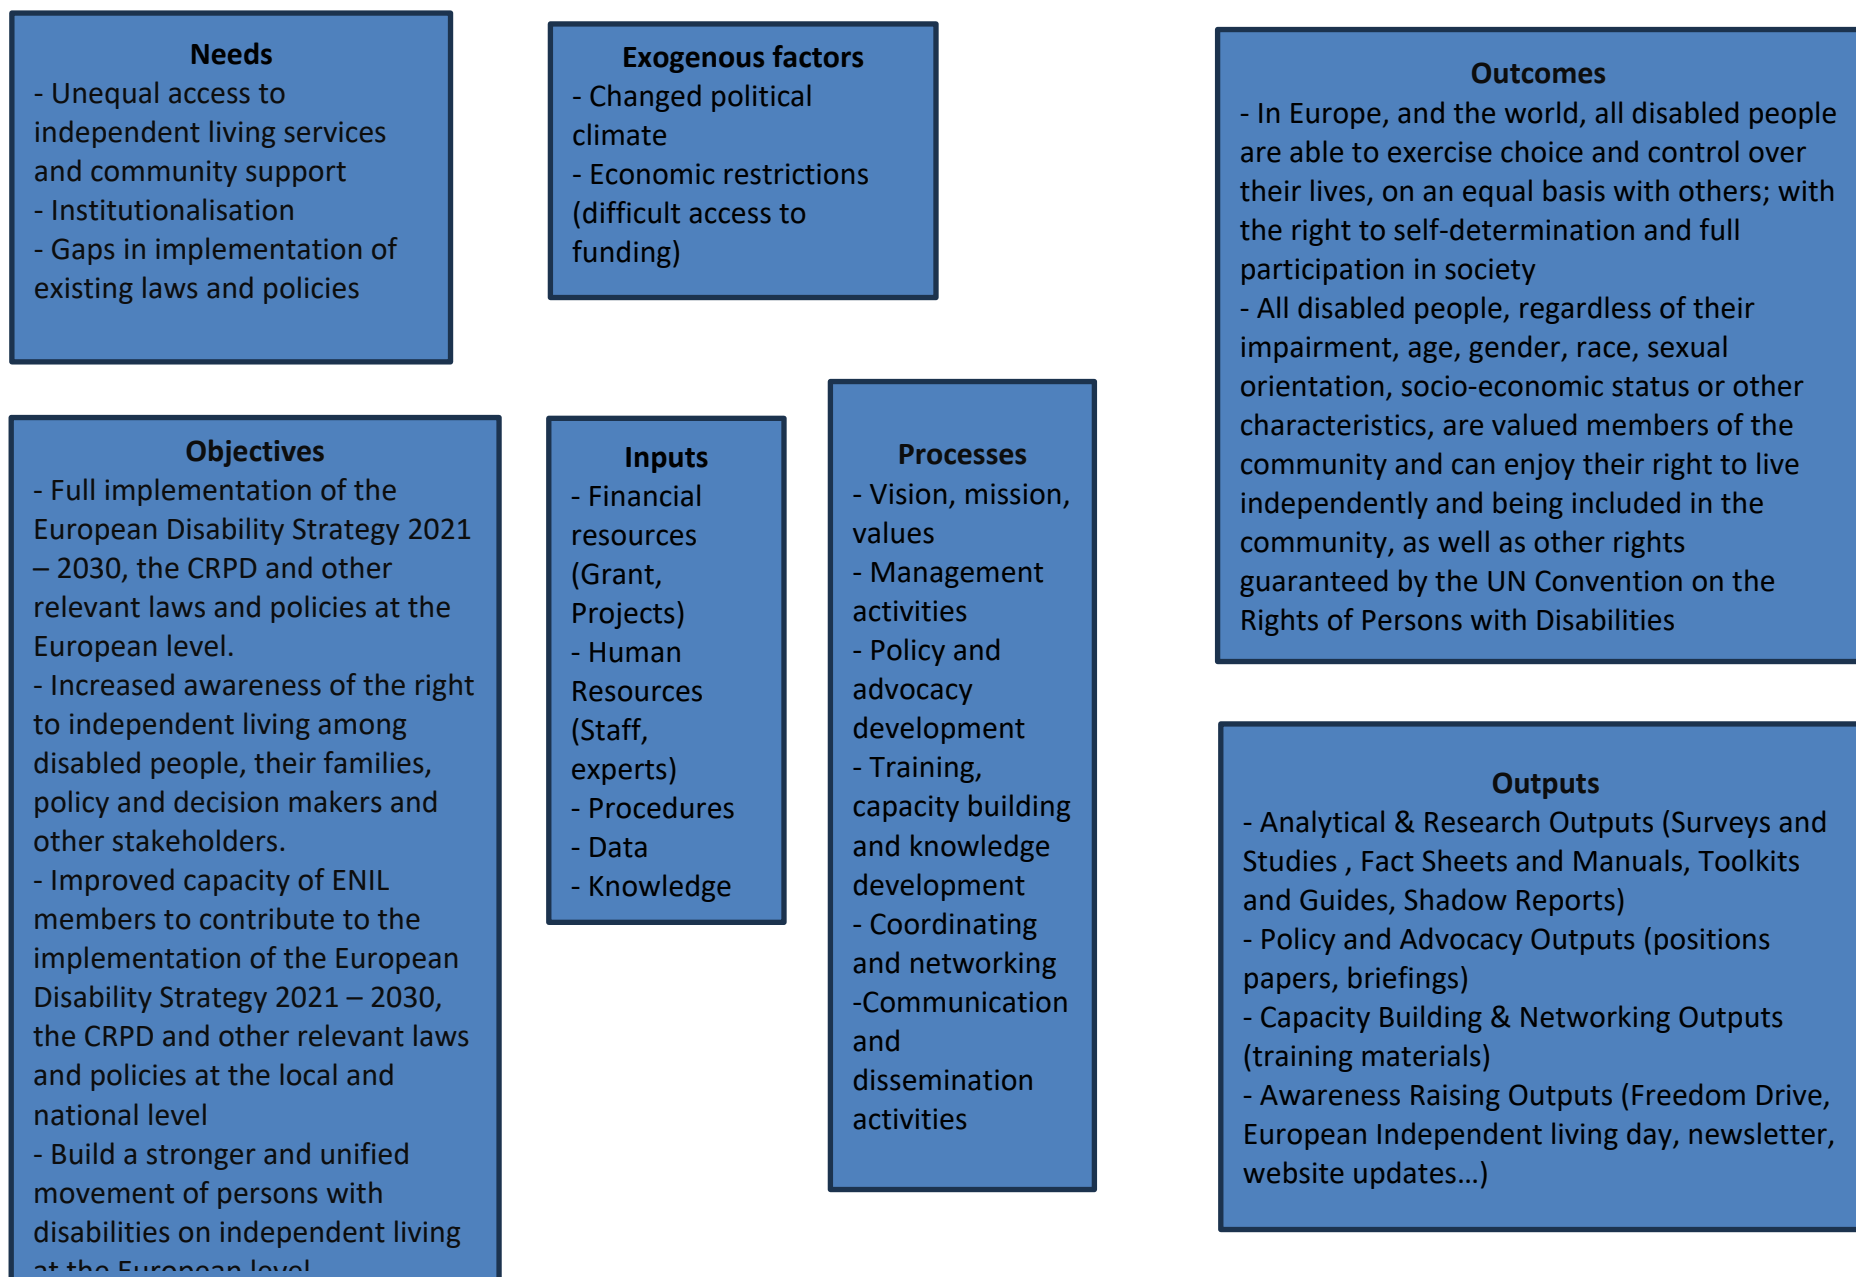 Needs
- Unequal access to
independent living services
and community support
- Institutionalisation
- Gaps in implementation of
existing laws and policies
Exogenous factors
- Changed political
climate
- Economic restrictions
(difficult access to
funding)
Outcomes
- In Europe, and the world, all disabled people
are able to exercise choice and control over
their lives, on an equal basis with others; with
the right to self-determination and full
participation in society
- All disabled people, regardless of their
impairment, age, gender, race, sexual
orientation, socio-economic status or other
characteristics, are valued members of the
community and can enjoy their right to live
independently and being included in the
community, as well as other rights
guaranteed by the UN Convention on the
Rights of Persons with Disabilities
Objectives
- Full implementation of the
European Disability Strategy 2021
– 2030, the CRPD and other
relevant laws and policies at the
European level.
- Increased awareness of the right
to independent living among
disabled people, their families,
policy and decision makers and
other stakeholders.
- Improved capacity of ENIL
members to contribute to the
implementation of the European
Disability Strategy 2021 – 2030,
the CRPD and other relevant laws
and policies at the local and
national level
- Build a stronger and unified
movement of persons with
disabilities on independent living
at the European level
Inputs
- Financial
resources
(Grant,
Projects)
- Human
Resources
(Staff,
experts)
- Procedures
- Data
- Knowledge
Processes
- Vision, mission,
values
- Management
activities
- Policy and
advocacy
development
- Training,
capacity building
and knowledge
development
- Coordinating
and networking
-Communication
and
dissemination
activities
Outputs
- Analytical & Research Outputs (Surveys and
Studies , Fact Sheets and Manuals, Toolkits
and Guides, Shadow Reports)
- Policy and Advocacy Outputs (positions
papers, briefings)
- Capacity Building & Networking Outputs
(training materials)
- Awareness Raising Outputs (Freedom Drive,
European Independent living day, newsletter,
website updates…)